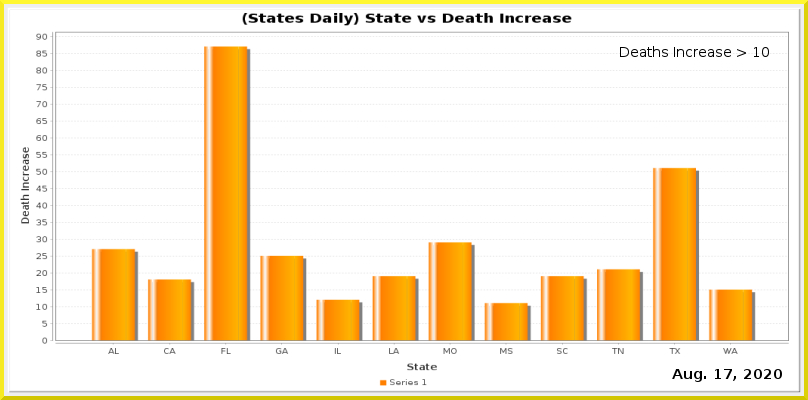 (States Daily) State vs Death Increase
Deaths Increase > 10
Death Increase
90
85
80
75
70
65
60
55
50
45
40
35
30
25
20
15
10
5
0
AL CA FL GA IL LA MO MS SC TN TX WA
State
Series 1
Aug. 17, 2020